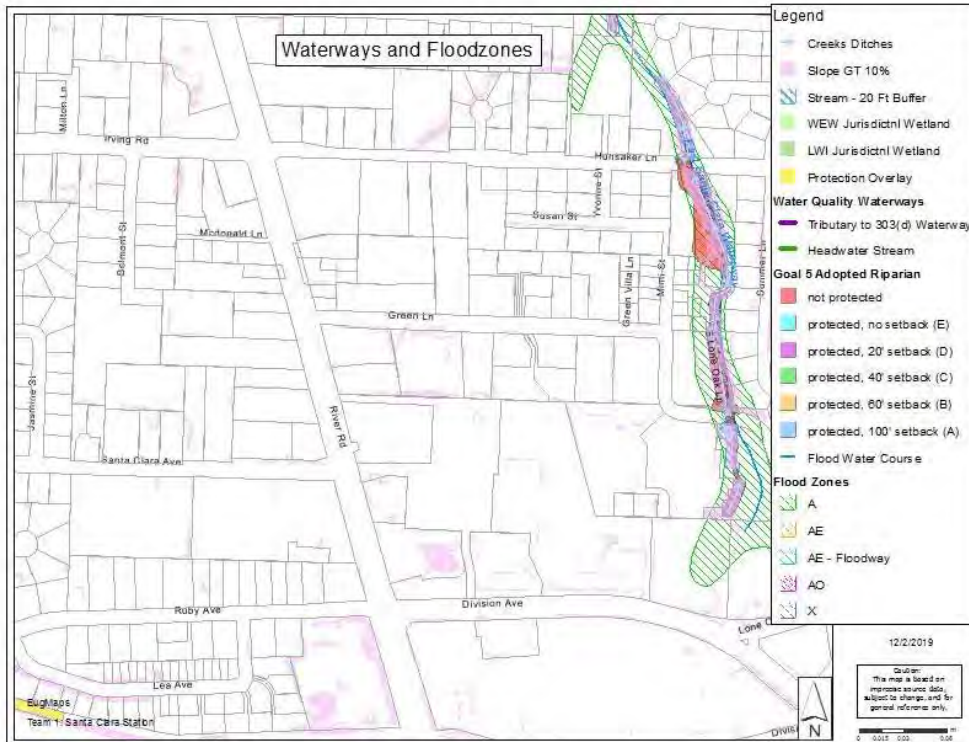 Waterways and Floodzones
Milton Ln
Irving Rd
Hunsaker Ln
Yvonne St
Susan St
Mcdonald Ln
Belmont St
Green Villa Ln
Mimi St
Summer Ln
Green Ln
Lone Oak
Jasmine St
River Rd
Santa Clara Ave
Ruby Ave
Division Ave
Lea Ave
EugMaps
Team 1: Santa Clara Station
N
Legend
Creeks Ditches
Slope GT 10%
Stream - 20 Ft Buffer
WEW Jurisdictnl Wetland
LWI Jurisdictnl Wetland
Protection Overlay
Water Quality Waterways
Tributary to 303(d) Waterway
Headwater Stream
Goal 5 Adopted Riparian
not protected
protected, no setback (E)
protected, 20' setback (D)
protected, 40' setback (C)
protected, 60' setback (B)
protected, 100' setback (A)
Flood Water Course
Flood Zones
A
AE
AE - Floodway
AO
X
12/2/2019
Caution:
This map is based on
imprecise source data,
subject to change, and for
general reference only.